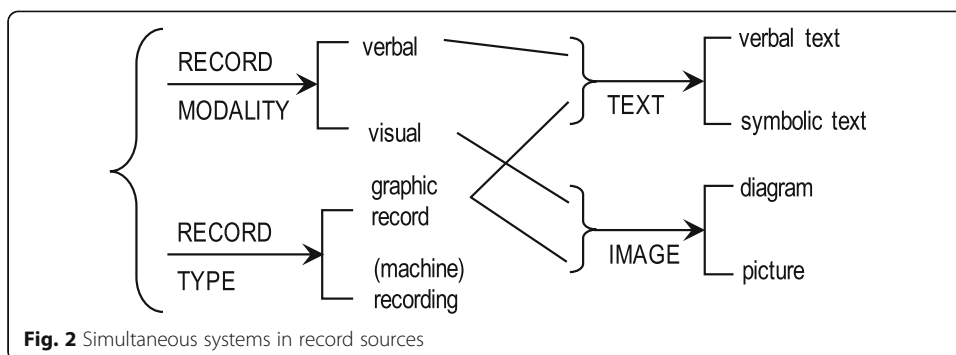 RECORD
MODALITY
verbal
visual
RECORD
TYPE
graphic
record
(machine)
recording
TEXT
verbal text
symbolic text
IMAGE
diagram
picture
Fig. 2 Simultaneous systems in record sources